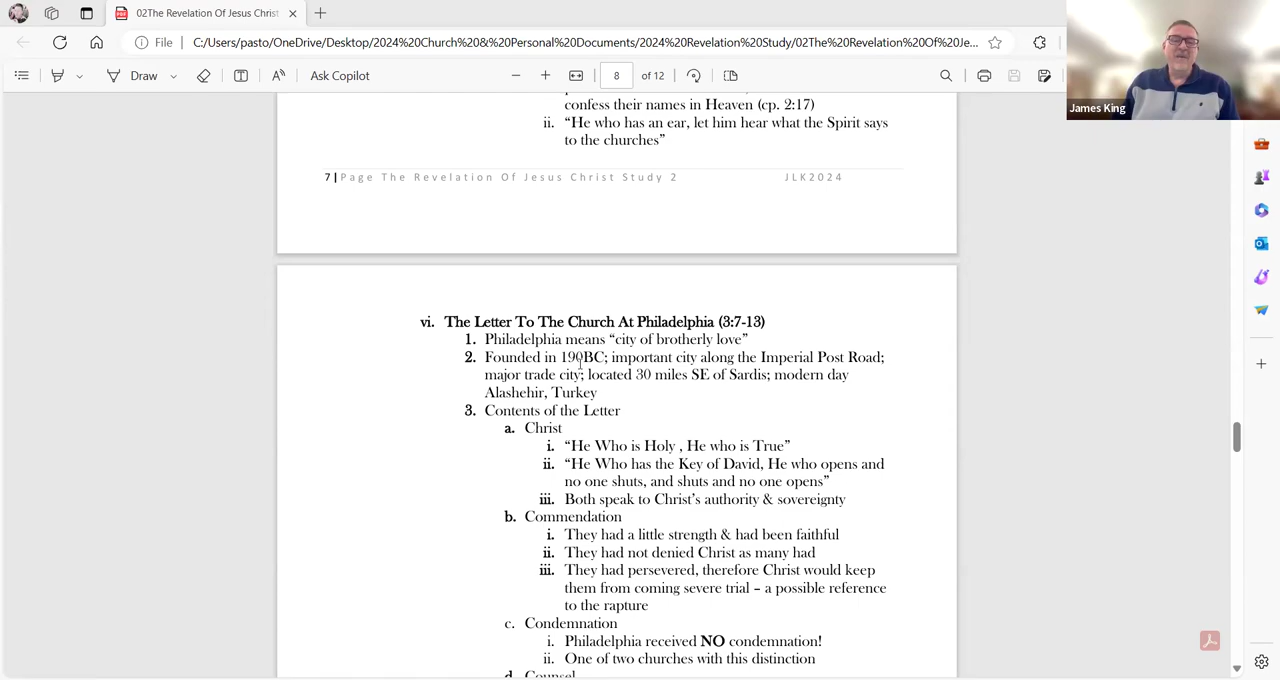 02The Revelation Of Jesus Christ
File
C:/Users/pasto/OneDrive/Desktop/2024%20Church%20&%20Personal%20Documents/2024%20Revelation%20Study/02The%20Revelation%20Of%20Je...
Draw
Ask Copilot
8 of 12
James King
confess their names in Heaven (cp. 2:17)
ii. “He who has an ear, let him hear what the Spirit says
to the churches”
7|Page The Revelation Of Jesus Christ Study 2 JLK2024
vi. The Letter To The Church At Philadelphia (3:7-13)
1. Philadelphia means “city of brotherly love”
2. Founded in 190BC; important city along the Imperial Post Road;
major trade city; located 30 miles SE of Sardis; modern day
Alashehir, Turkey
3. Contents of the Letter
a. Christ
i. “He Who is Holy , He who is True”
ii. “He Who has the Key of David, He who opens and
no one shuts, and shuts and no one opens”
iii. Both speak to Christ’s authority & sovereignty
b. Commendation
i. They had a little strength & had been faithful
ii. They had not denied Christ as many had
iii. They had persevered, therefore Christ would keep
them from coming severe trial – a possible reference
to the rapture
c. Condemnation
i. Philadelphia received NO condemnation!
ii. One of two churches with this distinction
d. Counsel